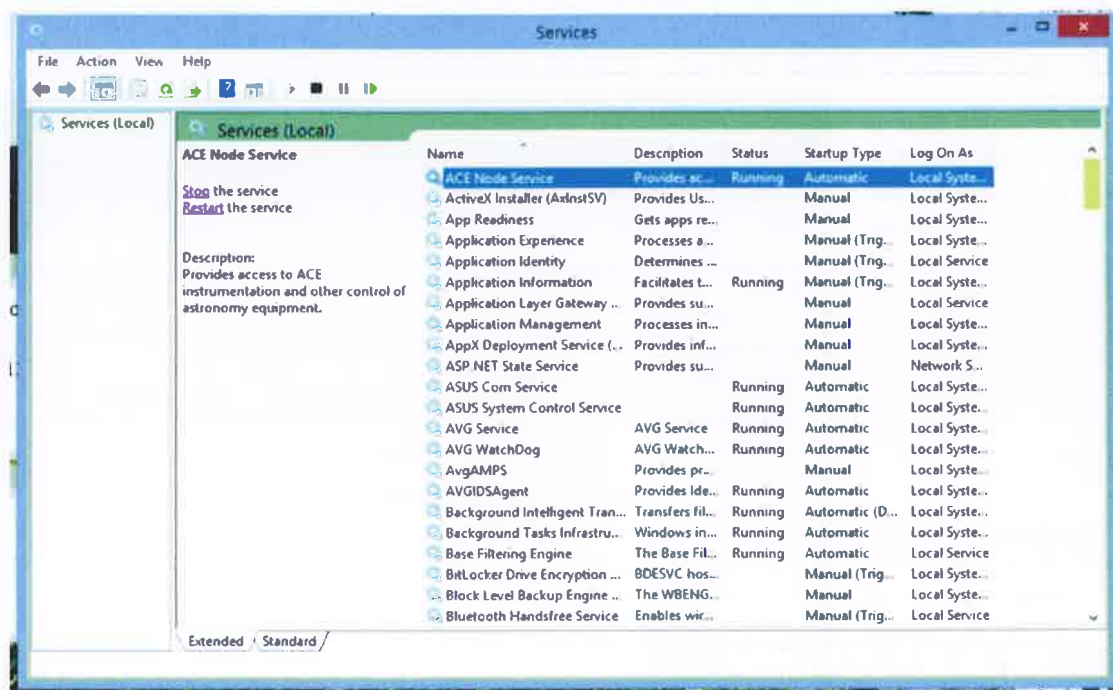 Services
File Action View Help
Services (Local)
Services (Local)
ACE Node Service
Stop the service
Restart the service
Description:
Provides access to ACE
instrumentation and other control of
astronomy equipment.
Name Description Status Startup Type Log On As
ACE Node Service Provides ac... Running Automatic Local Syste...
ActiveX Installer (AxInstSV) Provides Us... Manual Local Syste...
App Readiness Gets apps re... Manual Local Syste...
Application Experience Processes a... Manual (Trig... Local Syste...
Application Identity Determines ... Manual (Trig... Local Service
Application Information Facilitates t... Running Manual (Trig... Local Syste...
Application Layer Gateway ... Provides su... Manual Local Service
Application Management Processes in... Manual Local Syste...
AppX Deployment Service (... Provides inf... Manual Local Syste...
ASP.NET State Service Provides su... Manual Network S...
ASUS Com Service Running Automatic Local Syste...
ASUS System Control Service Running Automatic Local Syste...
AVG Service AVG Service Running Automatic Local Syste...
AVG WatchDog AVG Watch... Running Automatic Local Syste...
AvgAMPS Provides pr... Manual Local Syste...
AVGIDSAgent Provides Ide... Running Automatic Local Syste...
Background Intelligent Tran... Transfers fil... Running Automatic (D... Local Syste...
Background Tasks Infrastru... Windows in... Running Automatic Local Syste...
Base Filtering Engine The Base Fil... Running Automatic Local Service
BitLocker Drive Encryption ... BDESVC hos... Manual (Trig... Local Syste...
Block Level Backup Engine ... The WBENG... Manual Local Syste...
Bluetooth Handsfree Service Enables wir... Manual (Trig... Local Service
Extended Standard